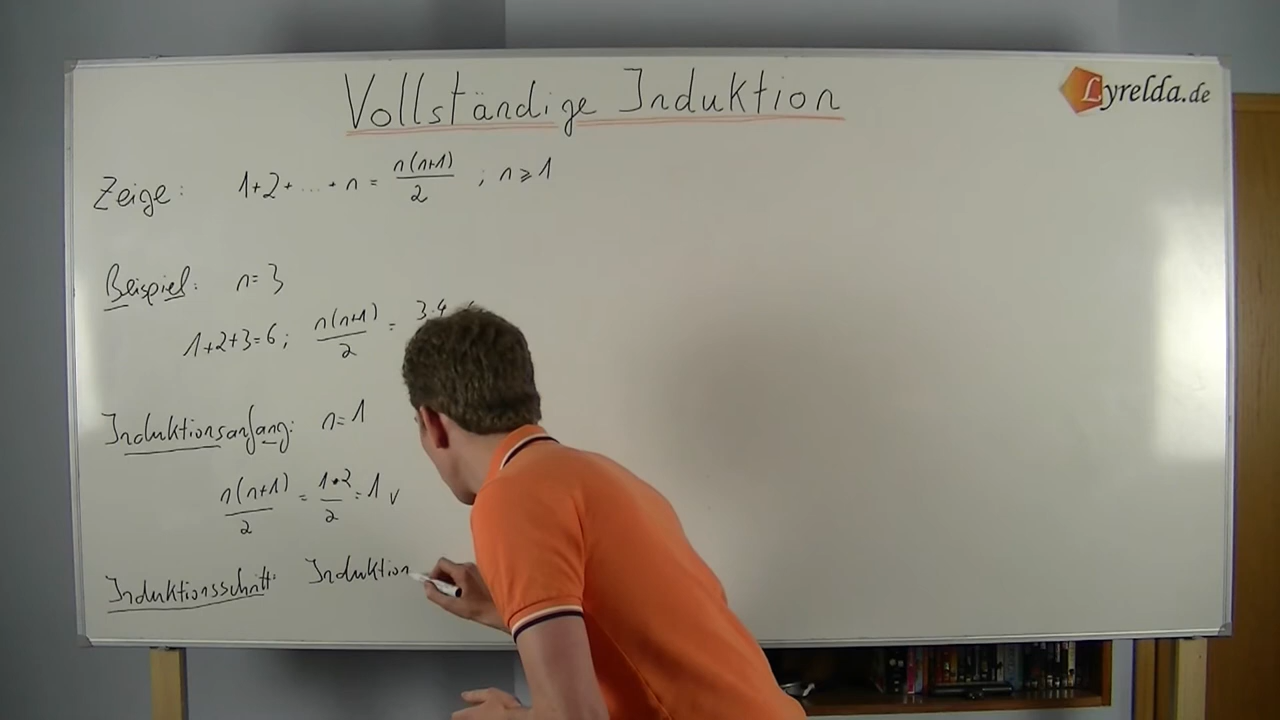 Vollständige Induktion
Lyrelda.de
Zeige: 1+2+...+n = n(n+1)/2 ; n ≥ 1
Beispiel: n=3
1+2+3=6; n(n+1)/2 = 3·4
Induktionsanfang: n=1
n(n+1)/2 = 1·2/2 = 1 ✓
Induktionsschritt: Induktion